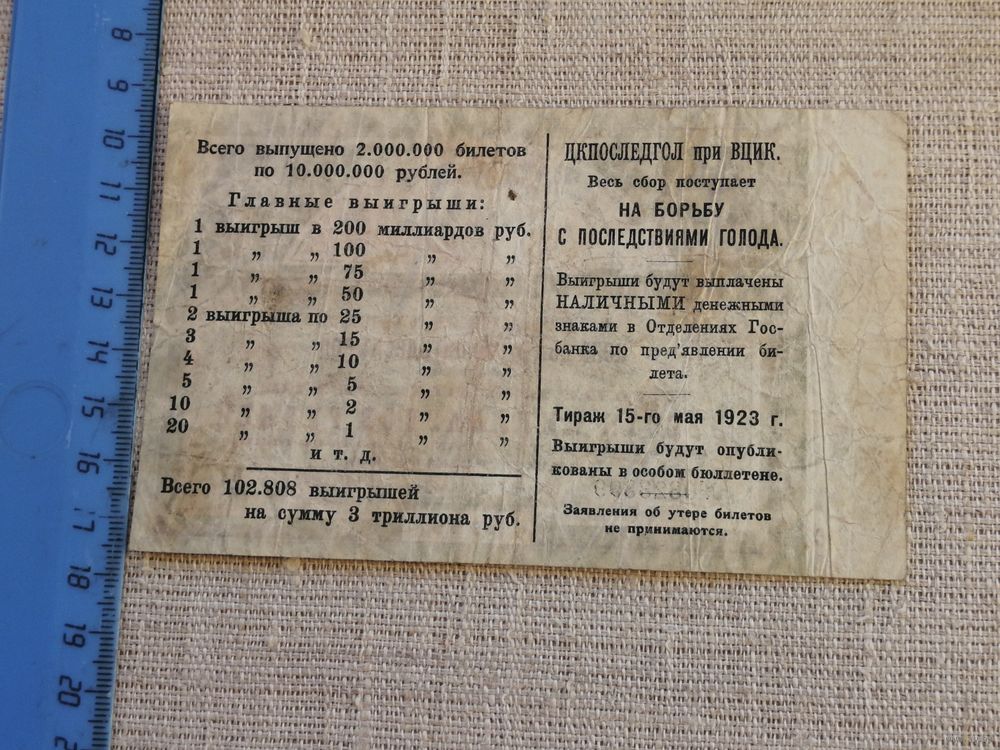 8
9
10
11
12
13
14
15
16
17
18
19
20
2
Всего выпущено 2.000.000 билетов
по 10.000.000 рублей.
Главные выигрыши:
1 выигрыш в 200 миллиардов руб.
1 „ „ 100 „ „
1 „ „ 75 „ „
1 „ „ 50 „ „
2 выигрыша по 25 „ „
3 „ „ 15 „ „
4 „ „ 10 „ „
5 „ „ 5 „ „
10 „ „ 2 „ „
20 „ „ 1 „ „
и т. д.
Всего 102.808 выигрышей
на сумму 3 триллиона руб.
ЦКПОСЛЕДГОЛ при ВЦИК.
Весь сбор поступает
НА БОРЬБУ
С ПОСЛЕДСТВИЯМИ ГОЛОДА.
Выигрыши будут выплачены
НАЛИЧНЫМИ денежными
знаками в Отделениях Гос-
банка по пред'явлении би-
лета.
Тираж 15-го мая 1923 г.
Выигрыши будут опубли-
кованы в особом бюллетене.
Заявления об утере билетов
не принимаются.